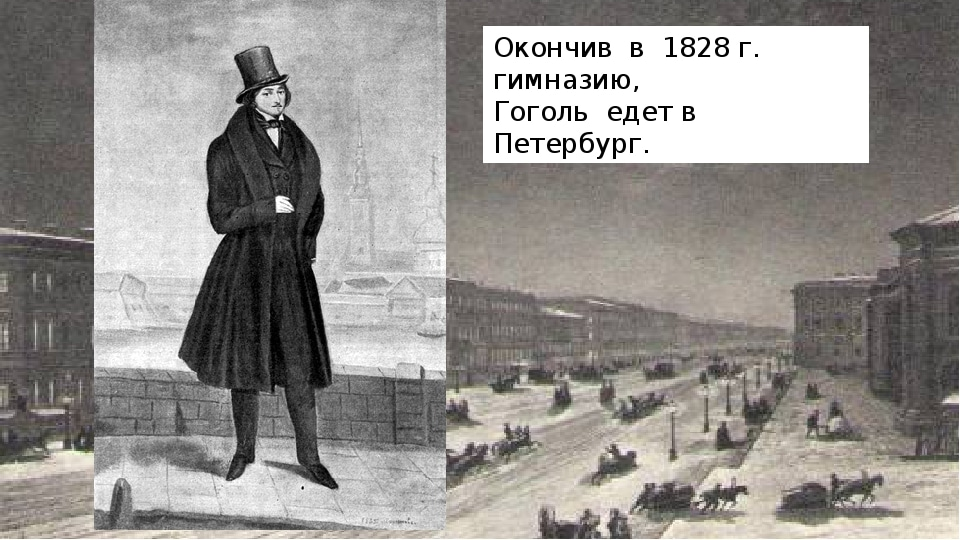 Окончив в 1828 г.
гимназию,
Гоголь едет в
Петербург.